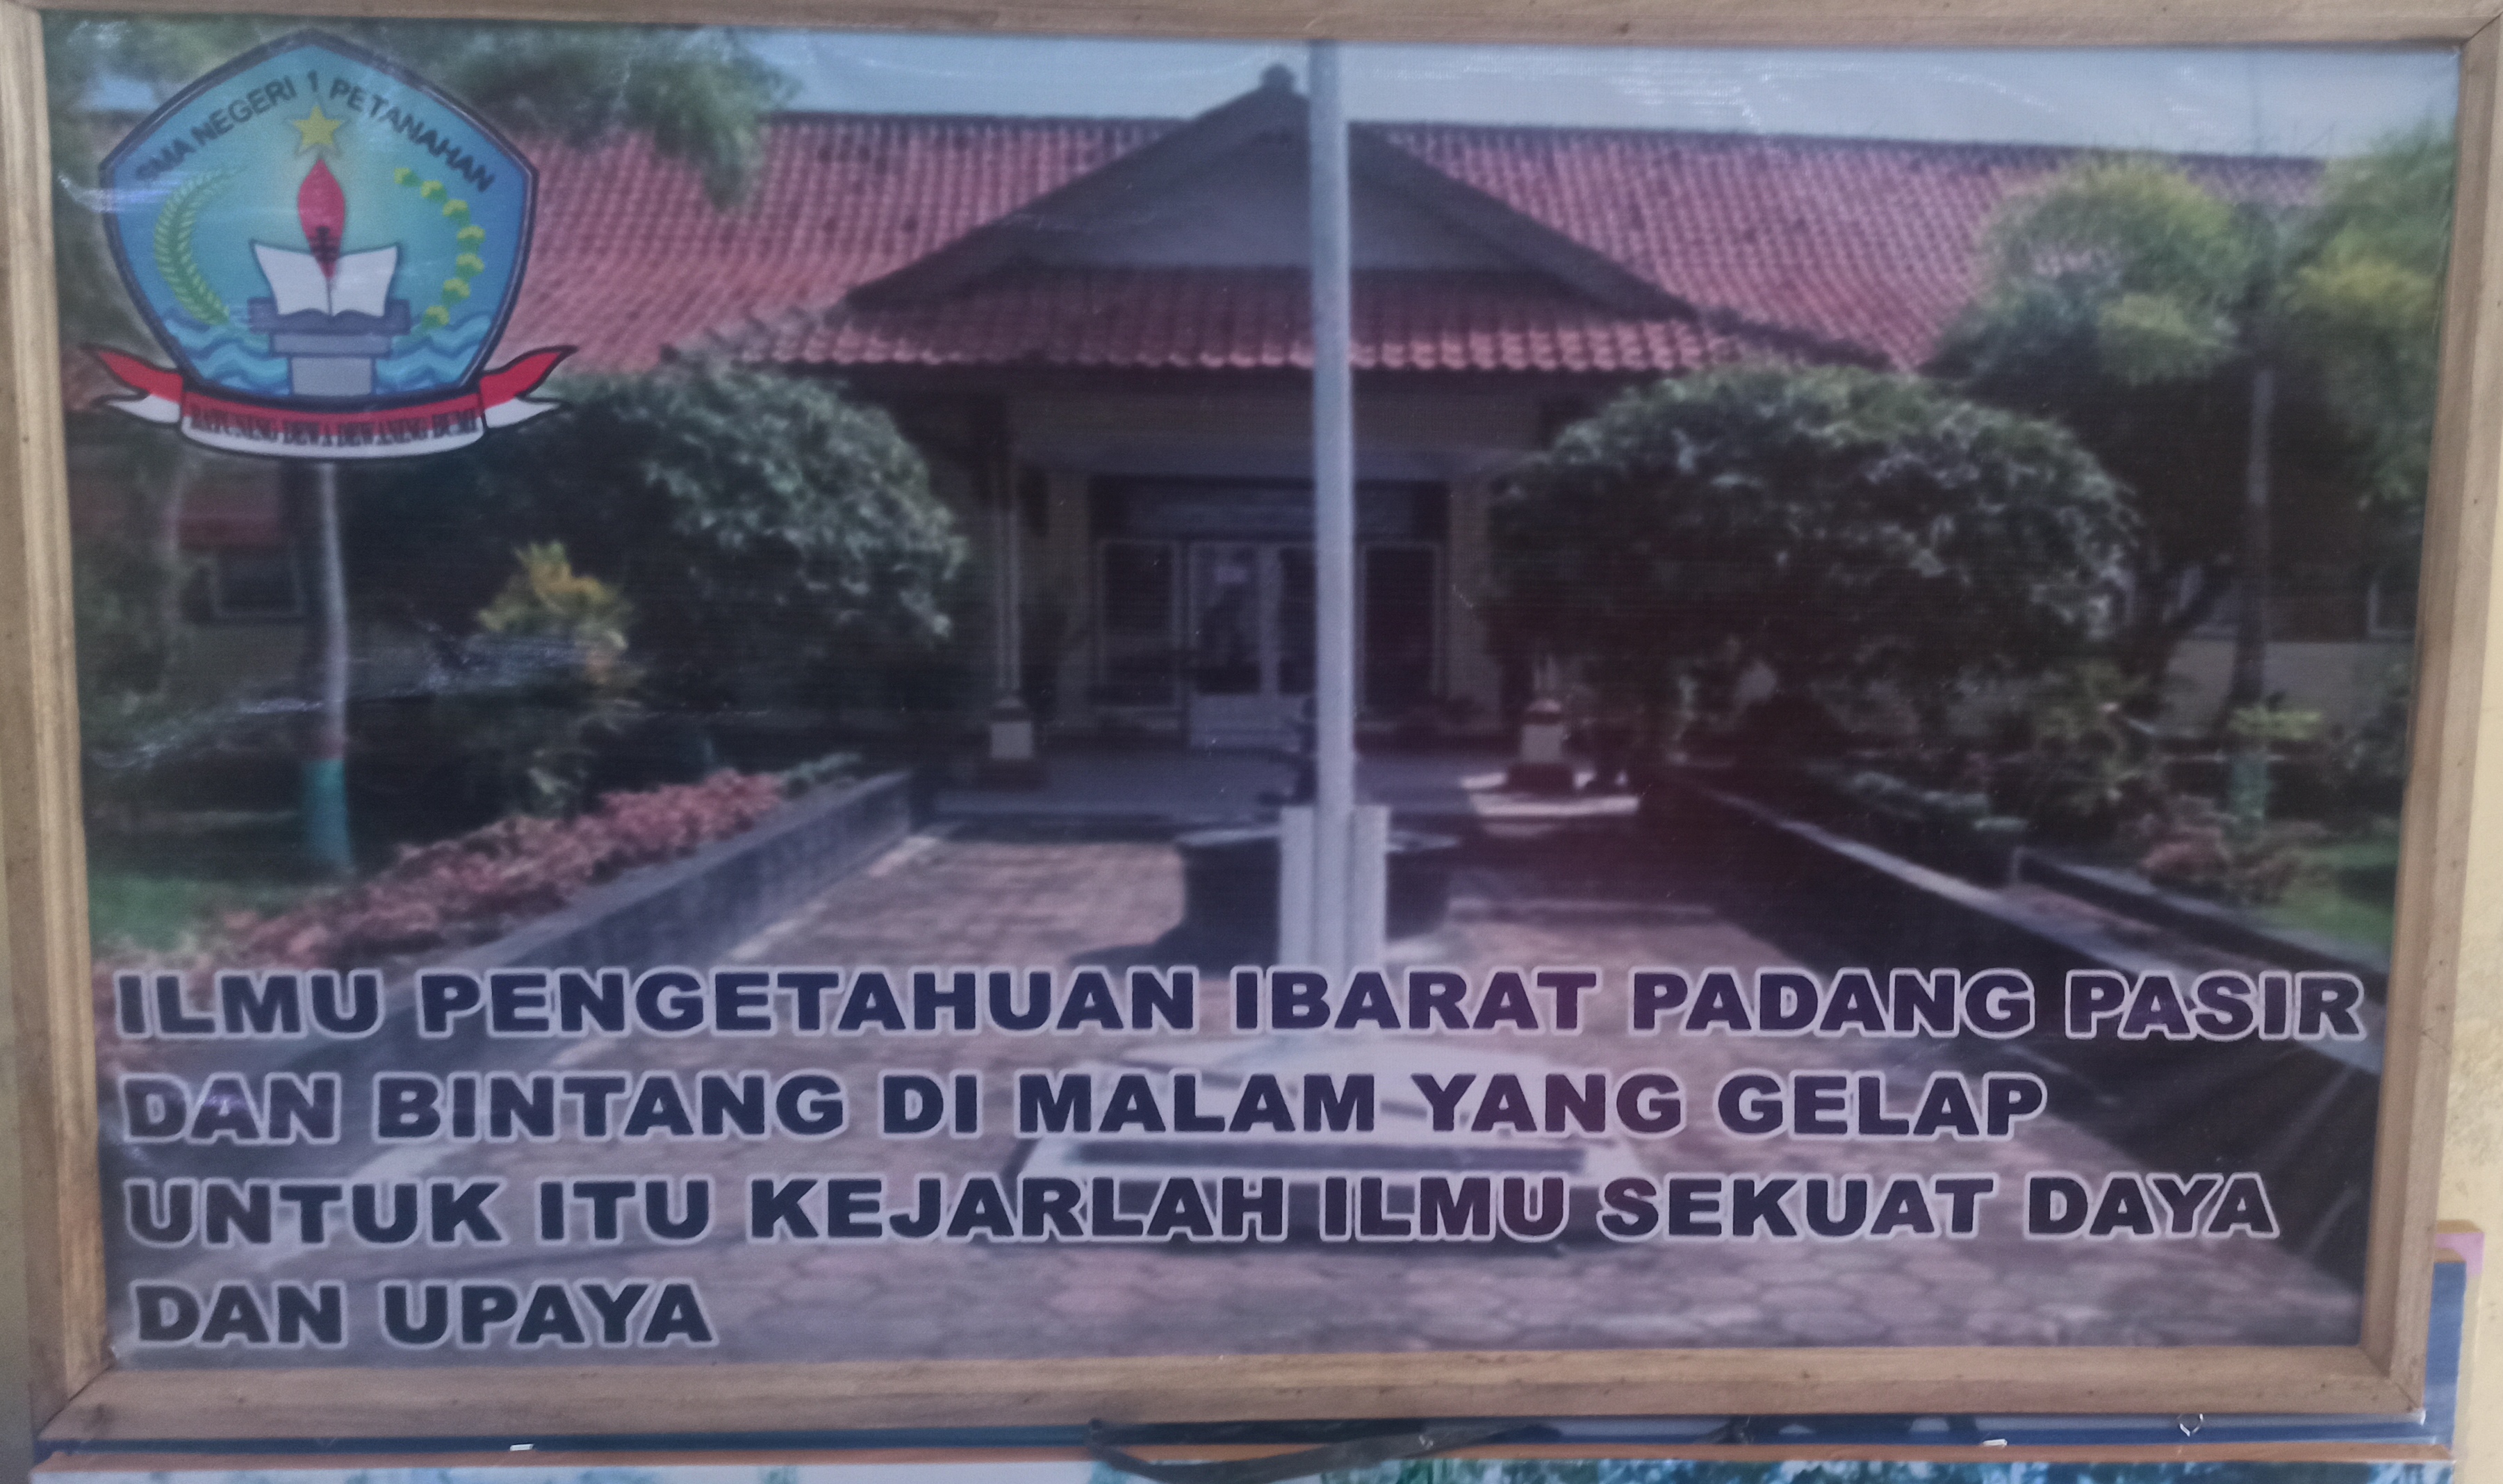 SMA NEGERI 1 PETANAHAN
ILMU PENGETAHUAN IBARAT PADANG PASIR
DAN BINTANG DI MALAM YANG GELAP
UNTUK ITU KEJARLAH ILMU SEKUAT DAYA
DAN UPAYA